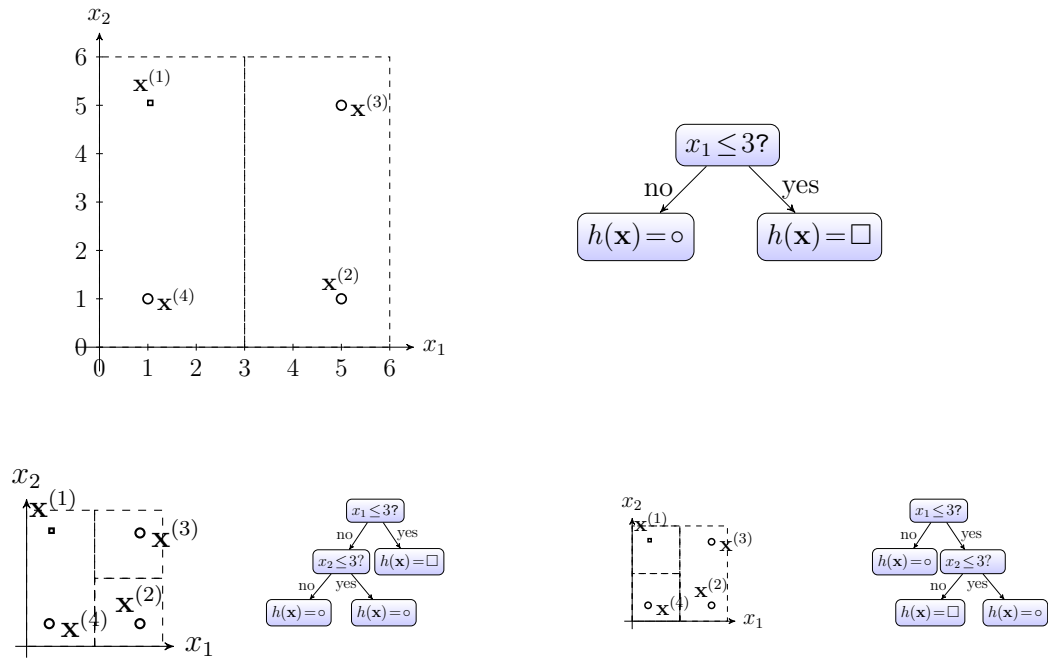 x₂
6
x⁽¹⁾
5
x⁽³⁾
4
3
2
x⁽²⁾
1
x⁽⁴⁾
0
x₁
0 1 2 3 4 5 6
x₁ ≤ 3?
no yes
h(x) = ○ h(x) = □
x₂
x⁽¹⁾
x⁽³⁾
x⁽²⁾
x⁽⁴⁾
x₁
x₁ ≤ 3?
no yes
x₂ ≤ 3? h(x) = □
no yes
h(x) = ○ h(x) = ○
x₂
x⁽¹⁾
x⁽³⁾
x⁽²⁾
x⁽⁴⁾
x₁
x₁ ≤ 3?
no yes
h(x) = ○ x₂ ≤ 3?
no yes
h(x) = □ h(x) = ○